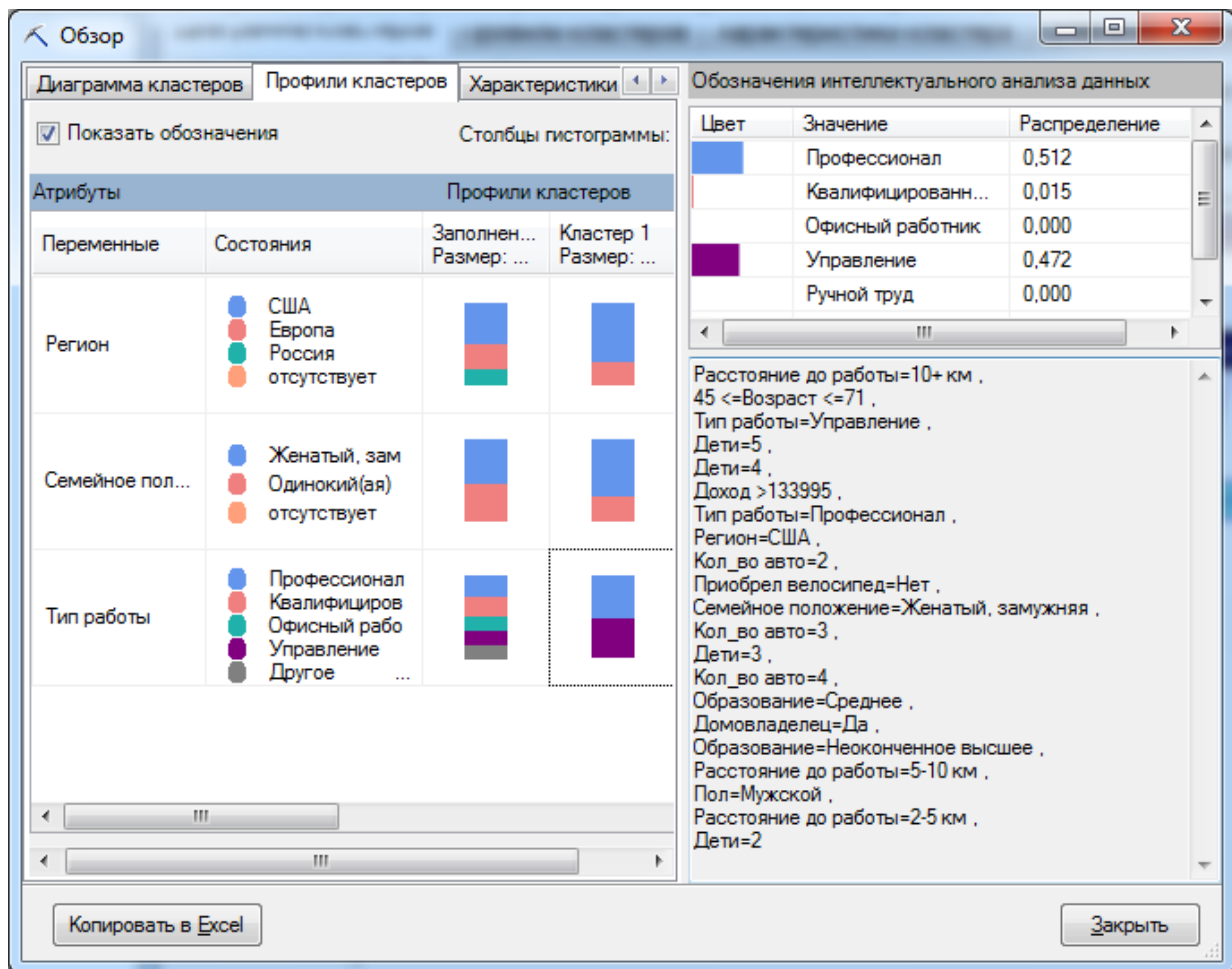 Обзор
Диаграмма кластеров
Профили кластеров
Характеристики
Показать обозначения
Столбцы гистограммы:
Атрибуты
Профили кластеров
Переменные
Состояния
Заполнен...
Размер: ...
Кластер 1
Размер: ...
Регион
США
Европа
Россия
отсутствует
Семейное пол...
Женатый, зам
Одинокий(ая)
отсутствует
Тип работы
Профессионал
Квалифициров
Офисный рабо
Управление
Другое ...
Обозначения интеллектуального анализа данных
Цвет Значение Распределение
Профессионал 0,512
Квалифицированн... 0,015
Офисный работник 0,000
Управление 0,472
Ручной труд 0,000
Расстояние до работы=10+ км ,
45 <=Возраст <=71 ,
Тип работы=Управление ,
Дети=5 ,
Дети=4 ,
Доход >133995 ,
Тип работы=Профессионал ,
Регион=США ,
Кол_во авто=2 ,
Приобрел велосипед=Нет ,
Семейное положение=Женатый, замужняя ,
Кол_во авто=3 ,
Дети=3 ,
Кол_во авто=4 ,
Образование=Среднее ,
Домовладелец=Да ,
Образование=Неоконченное высшее ,
Расстояние до работы=5-10 км ,
Пол=Мужской ,
Расстояние до работы=2-5 км ,
Дети=2
Копировать в Excel
Закрыть